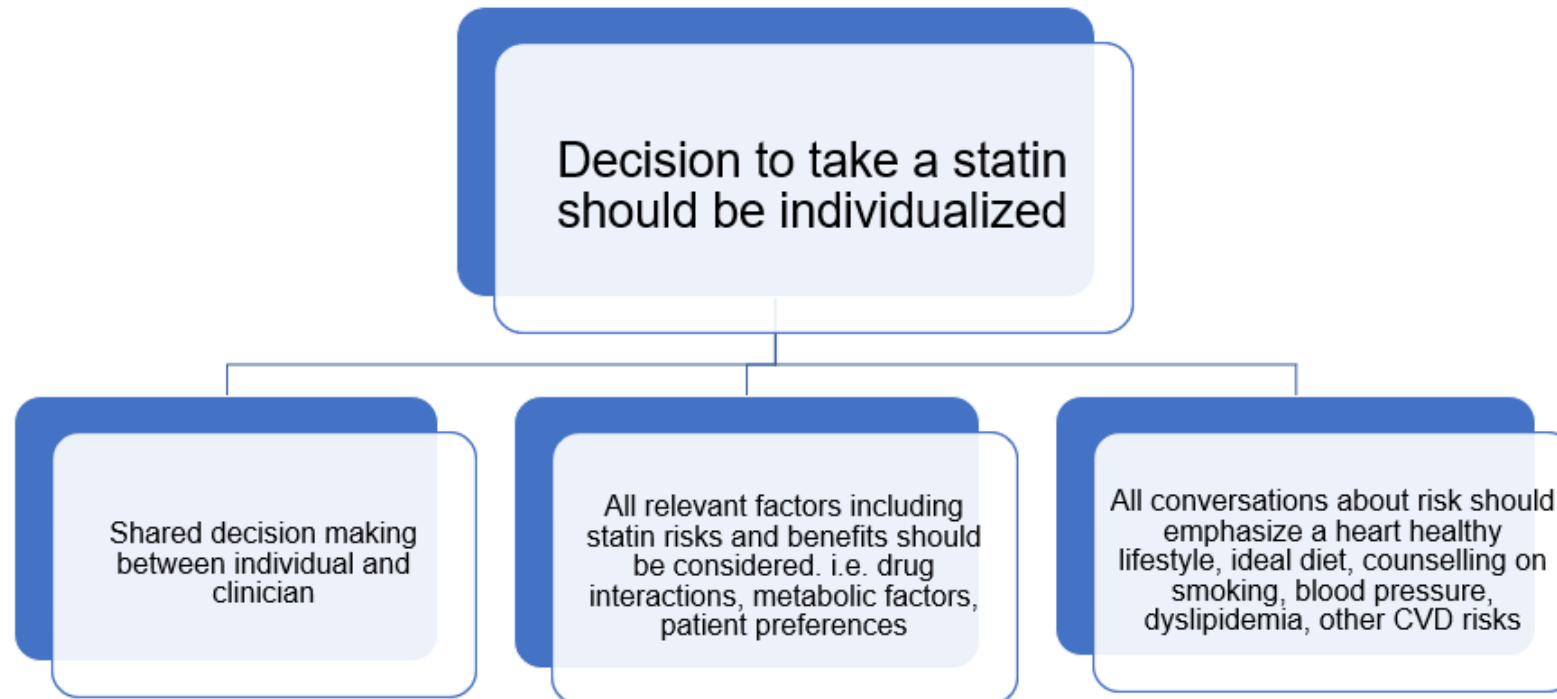 Decision to take a statin
should be individualized
Shared decision making
between individual and
clinician
All relevant factors including
statin risks and benefits should
be considered. i.e. drug
interactions, metabolic factors,
patient preferences
All conversations about risk should
emphasize a heart healthy
lifestyle, ideal diet, counselling on
smoking, blood pressure,
dyslipidemia, other CVD risks